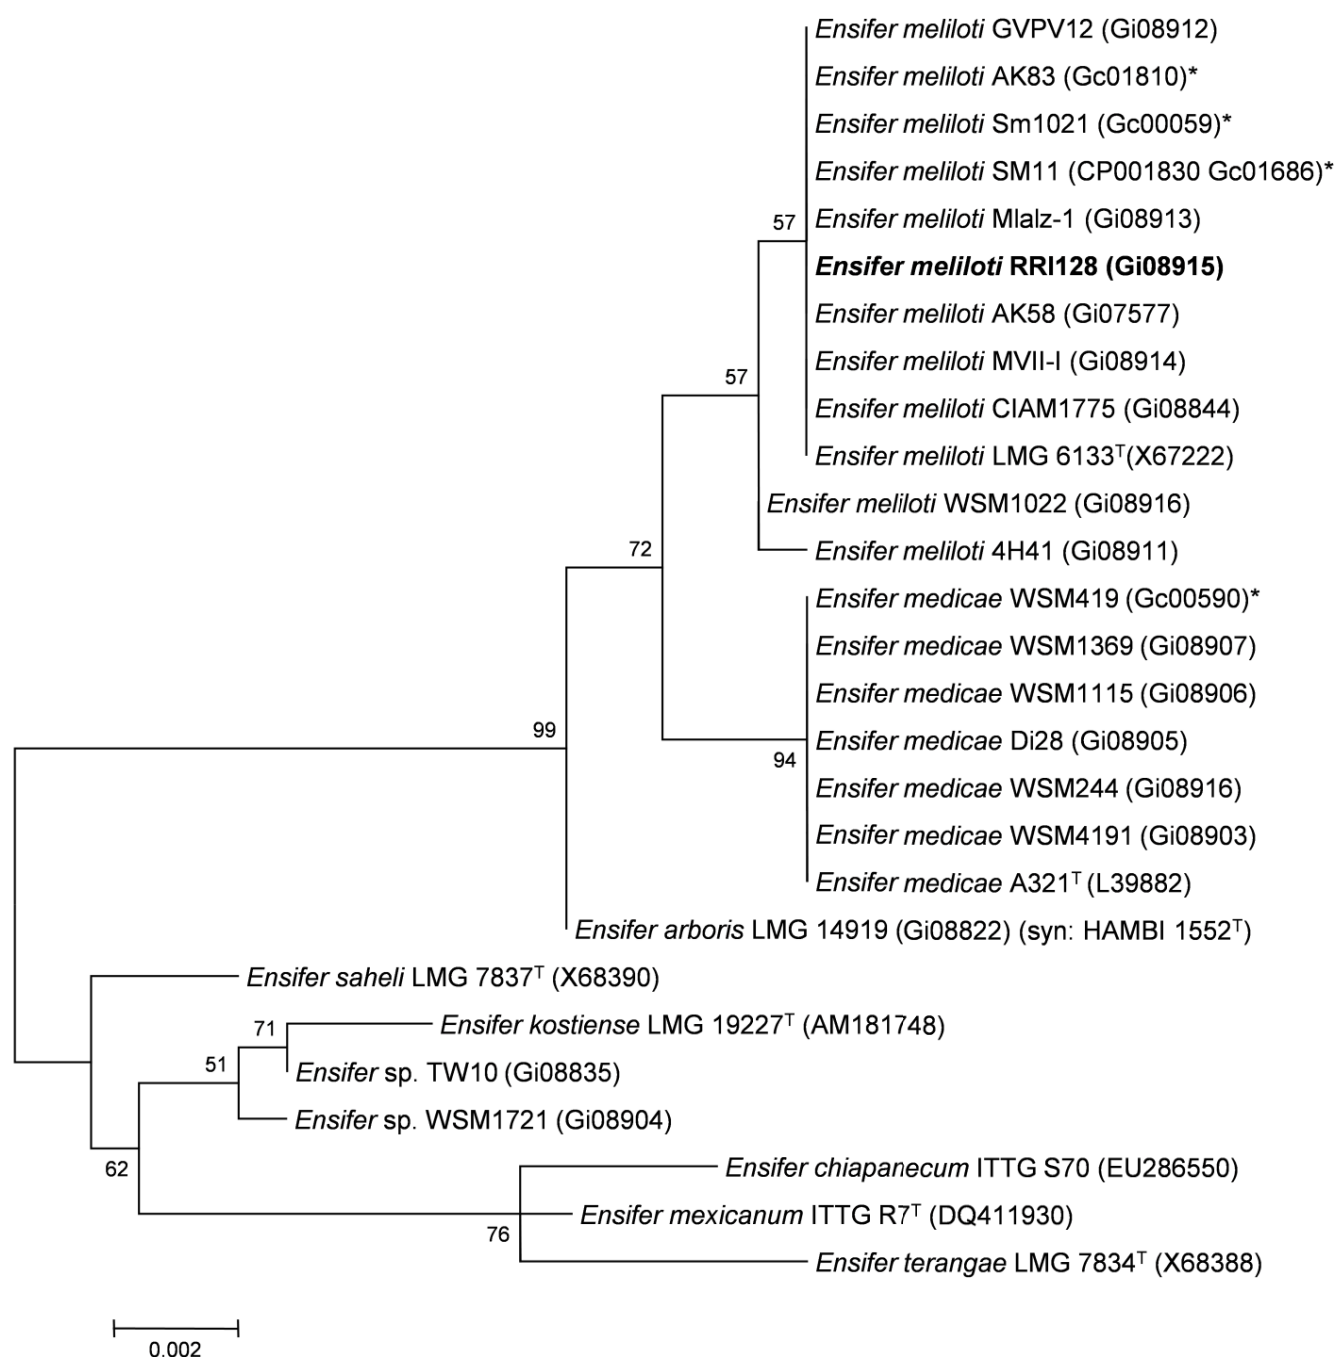 Ensifer meliloti GVPV12 (Gi08912)
Ensifer meliloti AK83 (Gc01810)*
Ensifer meliloti Sm1021 (Gc00059)*
Ensifer meliloti SM11 (CP001830 Gc01686)*
57 Ensifer meliloti Mlalz-1 (Gi08913)
Ensifer meliloti RRI128 (Gi08915)
Ensifer meliloti AK58 (Gi07577)
Ensifer meliloti MVII-I (Gi08914)
57
Ensifer meliloti CIAM1775 (Gi08844)
Ensifer meliloti LMG 6133ᵀ(X67222)
Ensifer meliloti WSM1022 (Gi08916)
72 Ensifer meliloti 4H41 (Gi08911)
Ensifer medicae WSM419 (Gc00590)*
Ensifer medicae WSM1369 (Gi08907)
Ensifer medicae WSM1115 (Gi08906)
99 Ensifer medicae Di28 (Gi08905)
94
Ensifer medicae WSM244 (Gi08916)
Ensifer medicae WSM4191 (Gi08903)
Ensifer medicae A321ᵀ (L39882)
Ensifer arboris LMG 14919 (Gi08822) (syn: HAMBI 1552ᵀ)
Ensifer saheli LMG 7837ᵀ (X68390)
71 Ensifer kostiense LMG 19227ᵀ (AM181748)
51 Ensifer sp. TW10 (Gi08835)
Ensifer sp. WSM1721 (Gi08904)
62 Ensifer chiapanecum ITTG S70 (EU286550)
Ensifer mexicanum ITTG R7ᵀ (DQ411930)
76
Ensifer terangae LMG 7834ᵀ (X68388)
0.002